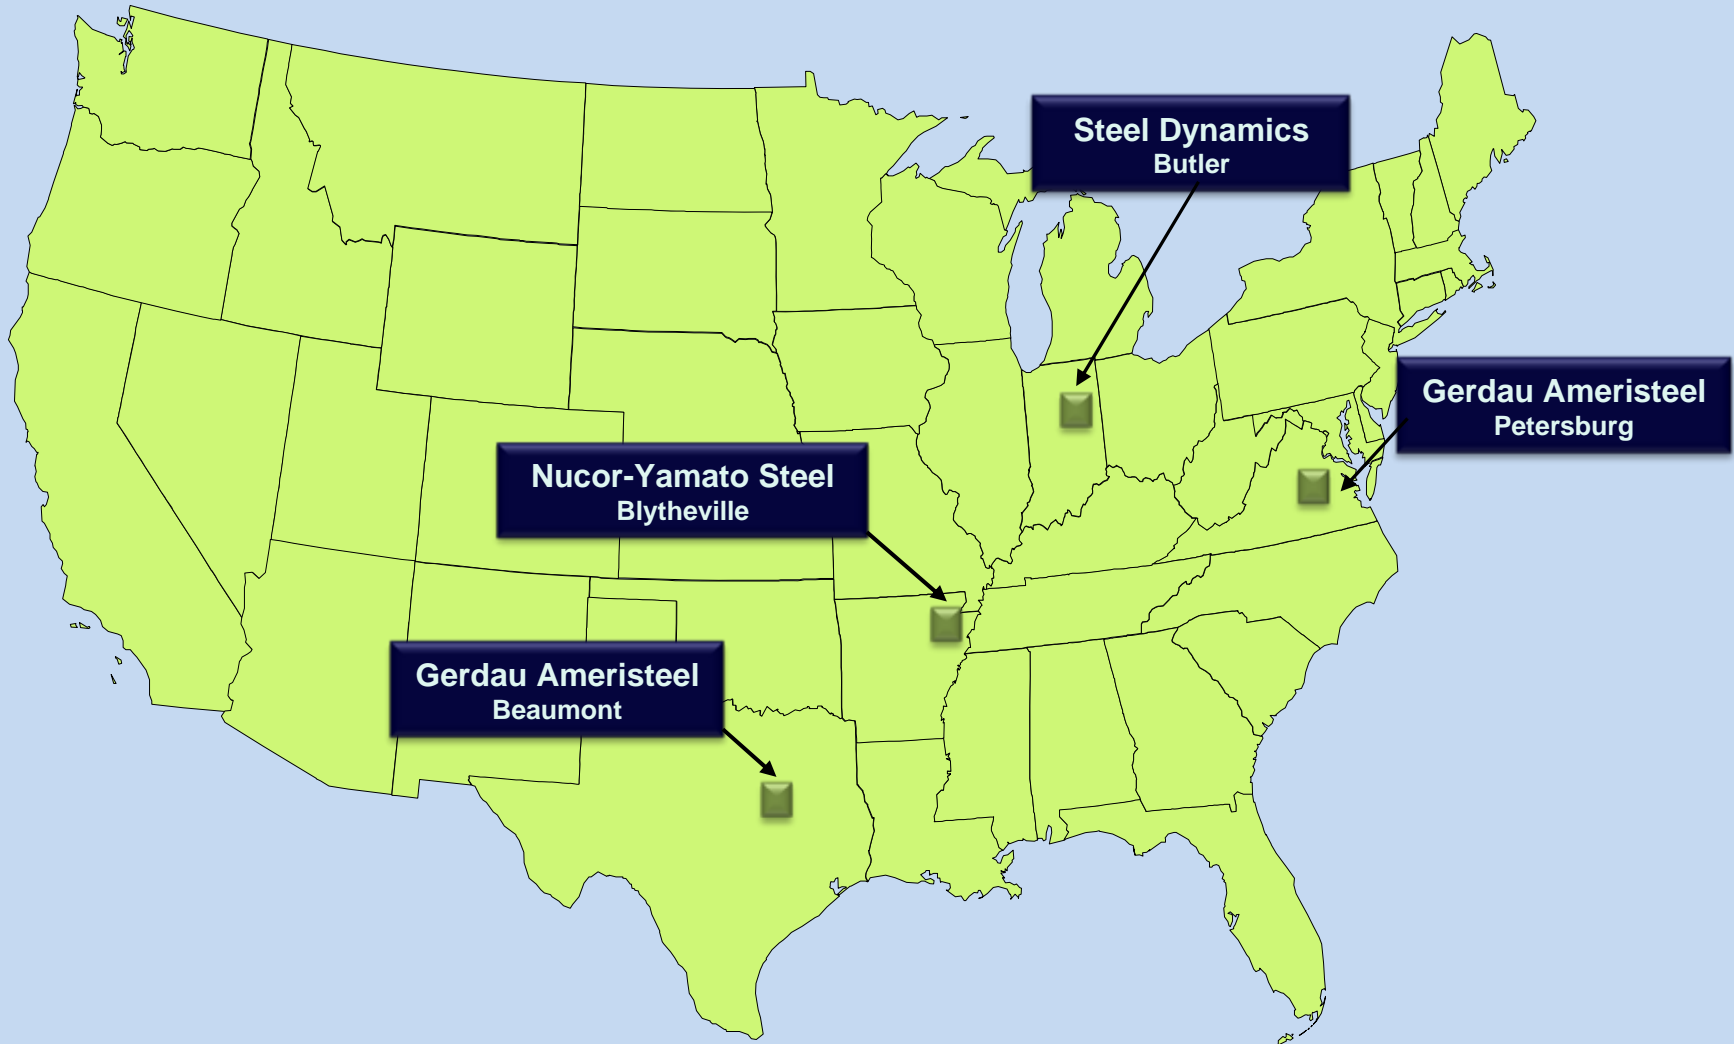 Steel Dynamics
Butler
Gerdau Ameristeel
Petersburg
Nucor-Yamato Steel
Blytheville
Gerdau Ameristeel
Beaumont